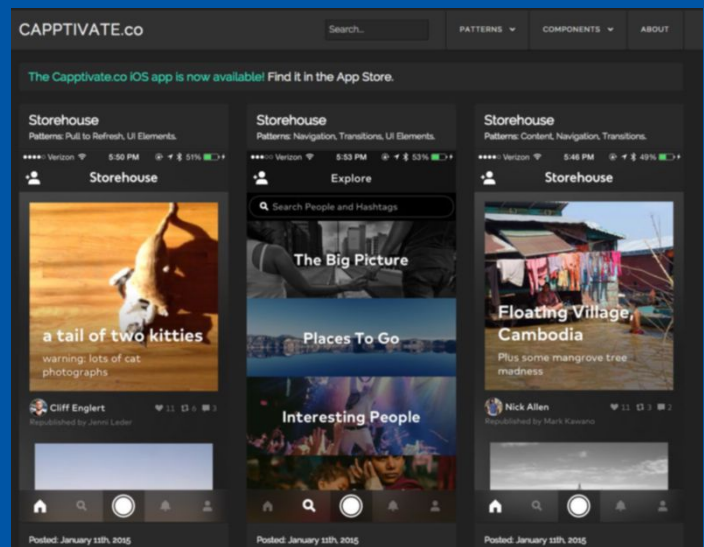 CAPPTIVATE.co
Search...
PATTERNS
COMPONENTS
ABOUT
The Capptivate.co iOS app is now available! Find it in the App Store.
Storehouse
Patterns: Pull to Refresh, UI Elements.
Verizon 5:50 PM 51%
Storehouse
a tail of two kitties
warning: lots of cat
photographs
Cliff Englert 11 6 3
Republished by Jenni Leder
Posted: January 11th, 2015
Storehouse
Patterns: Navigation, Transitions, UI Elements.
Verizon 5:53 PM 53%
Explore
Search People and Hashtags
The Big Picture
Places To Go
Interesting People
Posted: January 11th, 2015
Storehouse
Patterns: Content, Navigation, Transitions.
Verizon 5:46 PM 49%
Storehouse
Floating Village,
Cambodia
Plus some mangrove tree
madness
Nick Allen 11 3 2
Republished by Mark Kawano
Posted: January 11th, 2015